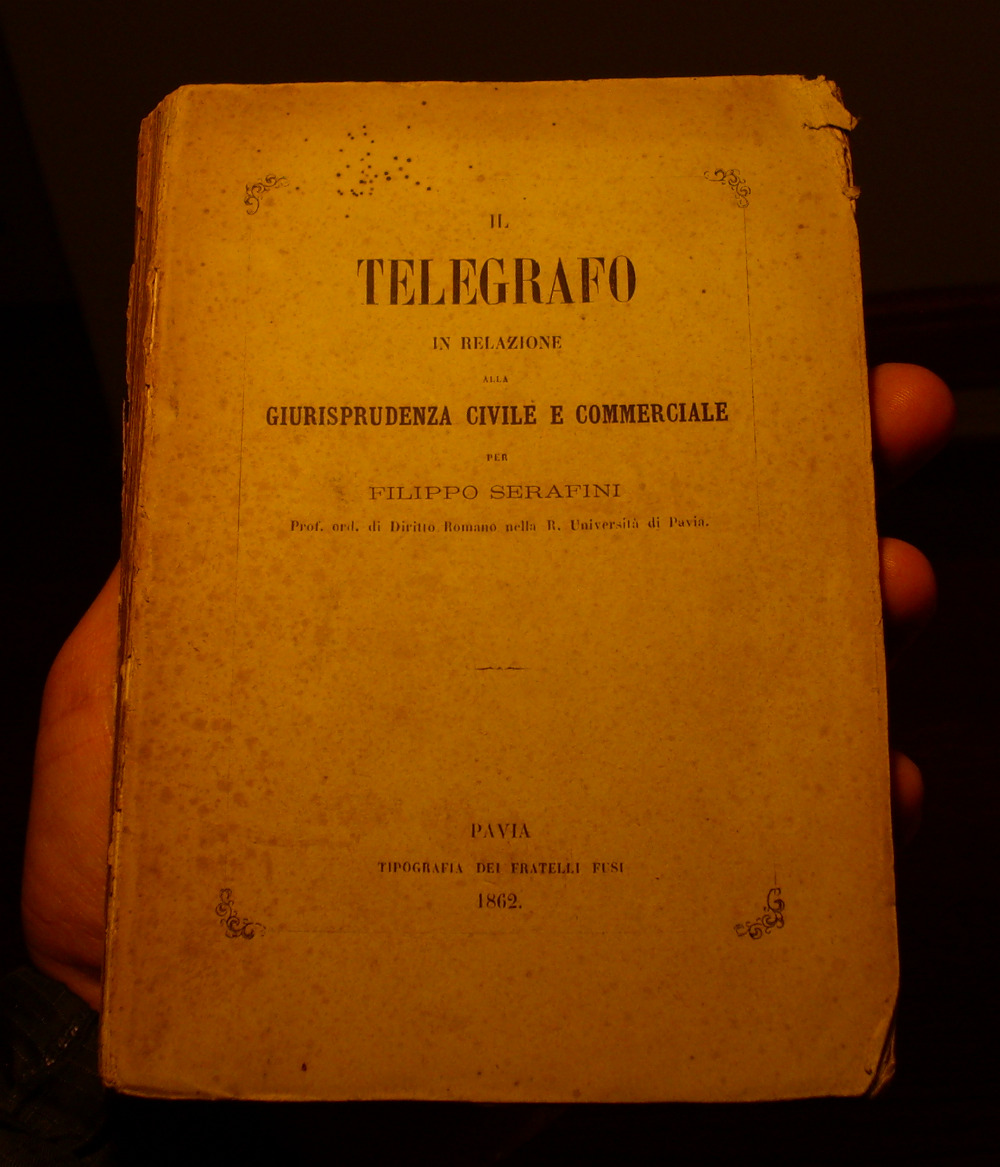 IL
TELEGRAFO
IN RELAZIONE
ALLA
GIURISPRUDENZA CIVILE E COMMERCIALE
PER
FILIPPO SERAFINI
Prof. ord. di Diritto Romano nella R. Università di Pavia.
PAVIA
TIPOGRAFIA DEI FRATELLI FUSI
1862.